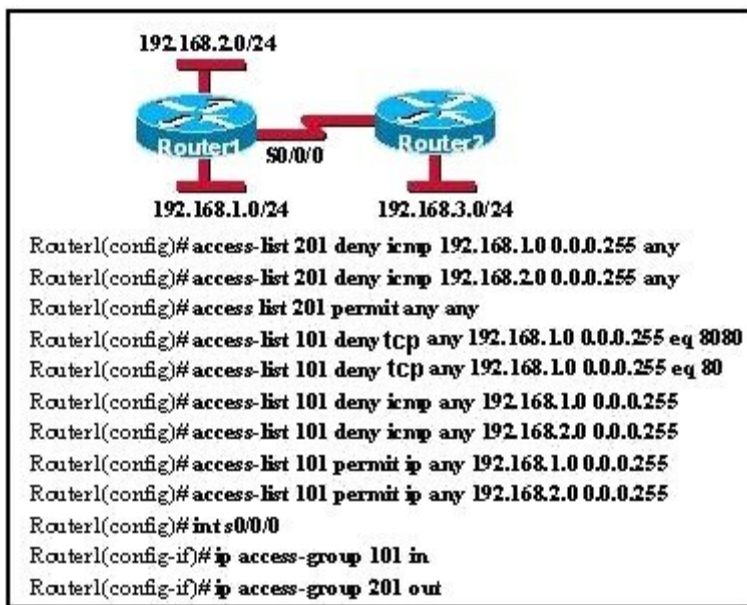 192.168.2.0/24
Router1
S0/0/0
Router2
192.168.1.0/24
192.168.3.0/24
Router1(config)# access-list 201 deny icmp 192.168.1.0 0.0.0.255 any
Router1(config)# access-list 201 deny icmp 192.168.2.0 0.0.0.255 any
Router1(config)# access list 201 permit any any
Router1(config)# access-list 101 deny tcp any 192.168.1.0 0.0.0.255 eq 8080
Router1(config)# access-list 101 deny tcp any 192.168.1.0 0.0.0.255 eq 80
Router1(config)# access-list 101 deny icmp any 192.168.1.0 0.0.0.255
Router1(config)# access-list 101 deny icmp any 192.168.2.0 0.0.0.255
Router1(config)# access-list 101 permit ip any 192.168.1.0 0.0.0.255
Router1(config)# access-list 101 permit ip any 192.168.2.0 0.0.0.255
Router1(config)# int s0/0/0
Router1(config-if)# ip access-group 101 in
Router1(config-if)# ip access-group 201 out